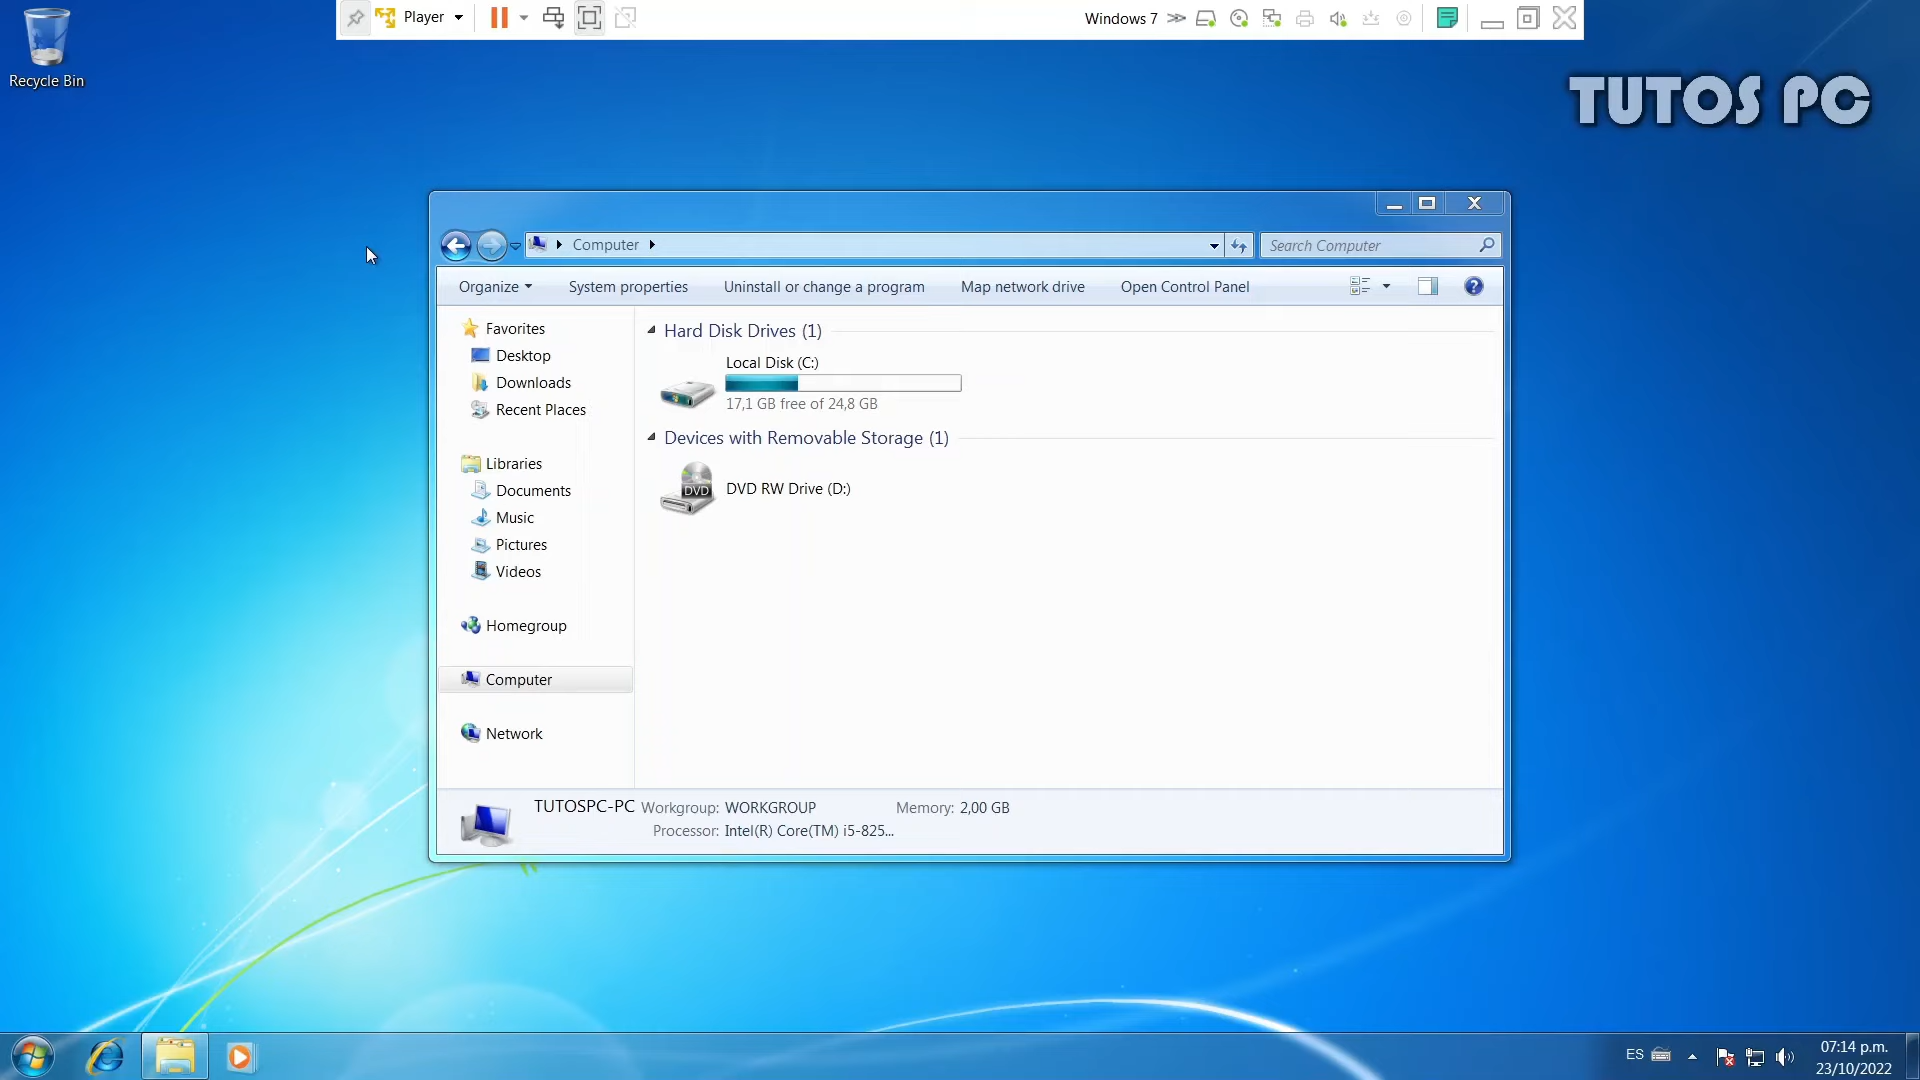 Player
Windows 7
Recycle Bin
TUTOS PC
Computer
Search Computer
Organize
System properties
Uninstall or change a program
Map network drive
Open Control Panel
Favorites
Desktop
Downloads
Recent Places
Libraries
Documents
Music
Pictures
Videos
Homegroup
Computer
Network
Hard Disk Drives (1)
Local Disk (C:)
17,1 GB free of 24,8 GB
Devices with Removable Storage (1)
DVD
DVD RW Drive (D:)
TUTOSPC-PC Workgroup: WORKGROUP Memory: 2,00 GB
Processor: Intel(R) Core(TM) i5-825...
ES
07:14 p.m.
23/10/2022